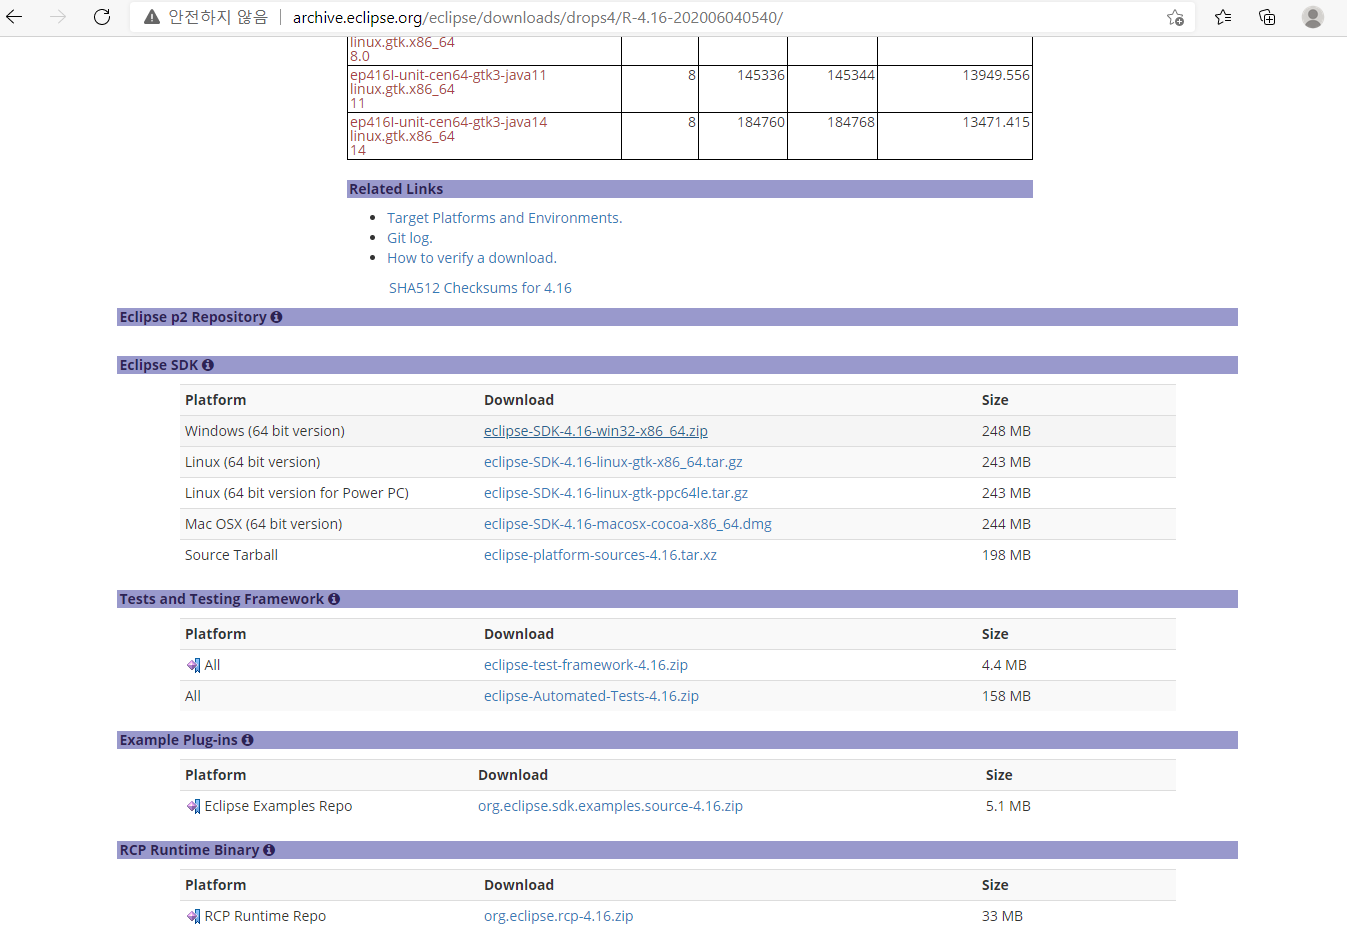 안전하지 않음 archive.eclipse.org/eclipse/downloads/drops4/R-4.16-202006040540/
linux.gtk.x86_64
8.0
ep416I-unit-cen64-gtk3-java11 8 145336 145344 13949.556
linux.gtk.x86_64
11
ep416I-unit-cen64-gtk3-java14 8 184760 184768 13471.415
linux.gtk.x86_64
14
Related Links
Target Platforms and Environments.
Git log.
How to verify a download.
SHA512 Checksums for 4.16
Eclipse p2 Repository
Eclipse SDK
Platform Download Size
Windows (64 bit version) eclipse-SDK-4.16-win32-x86_64.zip 248 MB
Linux (64 bit version) eclipse-SDK-4.16-linux-gtk-x86_64.tar.gz 243 MB
Linux (64 bit version for Power PC) eclipse-SDK-4.16-linux-gtk-ppc64le.tar.gz 243 MB
Mac OSX (64 bit version) eclipse-SDK-4.16-macosx-cocoa-x86_64.dmg 244 MB
Source Tarball eclipse-platform-sources-4.16.tar.xz 198 MB
Tests and Testing Framework
Platform Download Size
All eclipse-test-framework-4.16.zip 4.4 MB
All eclipse-Automated-Tests-4.16.zip 158 MB
Example Plug-ins
Platform Download Size
Eclipse Examples Repo org.eclipse.sdk.examples.source-4.16.zip 5.1 MB
RCP Runtime Binary
Platform Download Size
RCP Runtime Repo org.eclipse.rcp-4.16.zip 33 MB